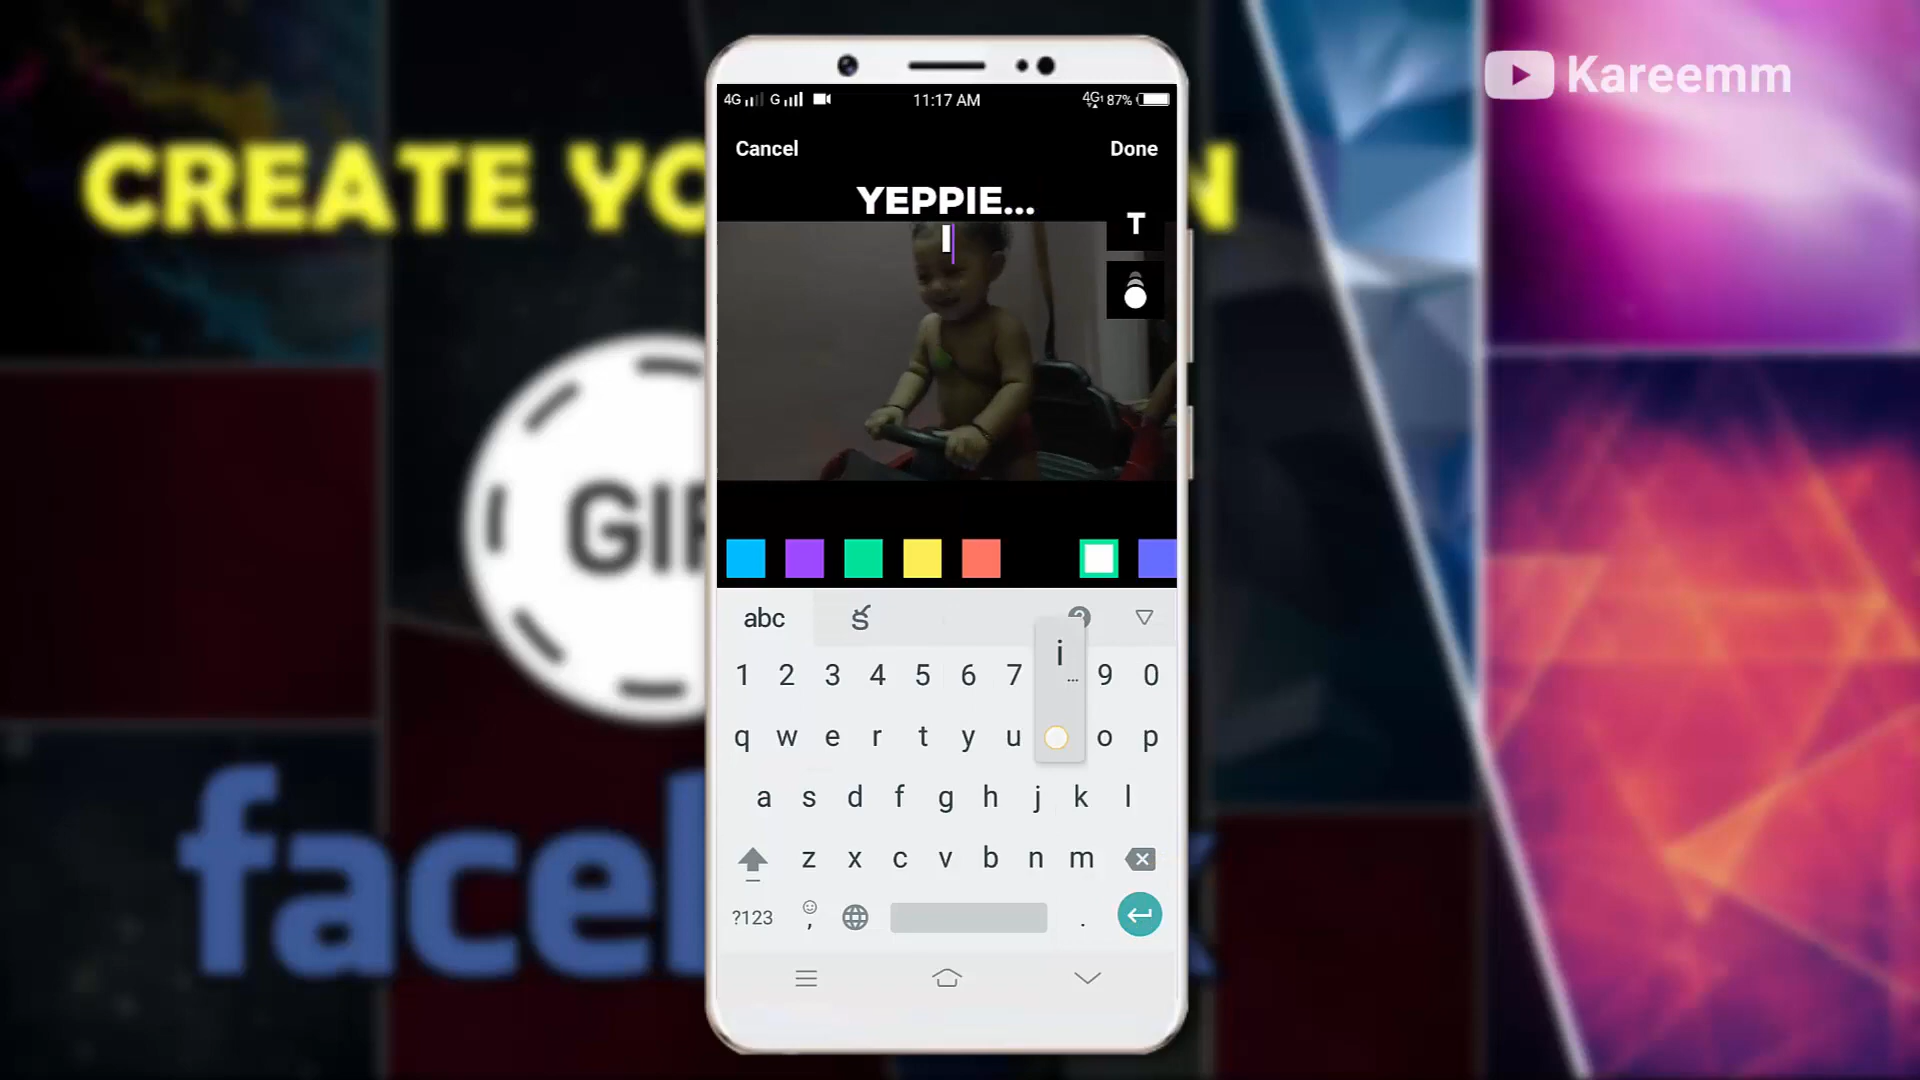 Kareemm
4G G 11:17 AM 4G 87%
Cancel Done
CREATE YO N
YEPPIE...
I
T
GIF
abc క
i
...
1 2 3 4 5 6 7 9 0
q w e r t y u o p
a s d f g h j k l
z x c v b n m
?123 , .
faceb k